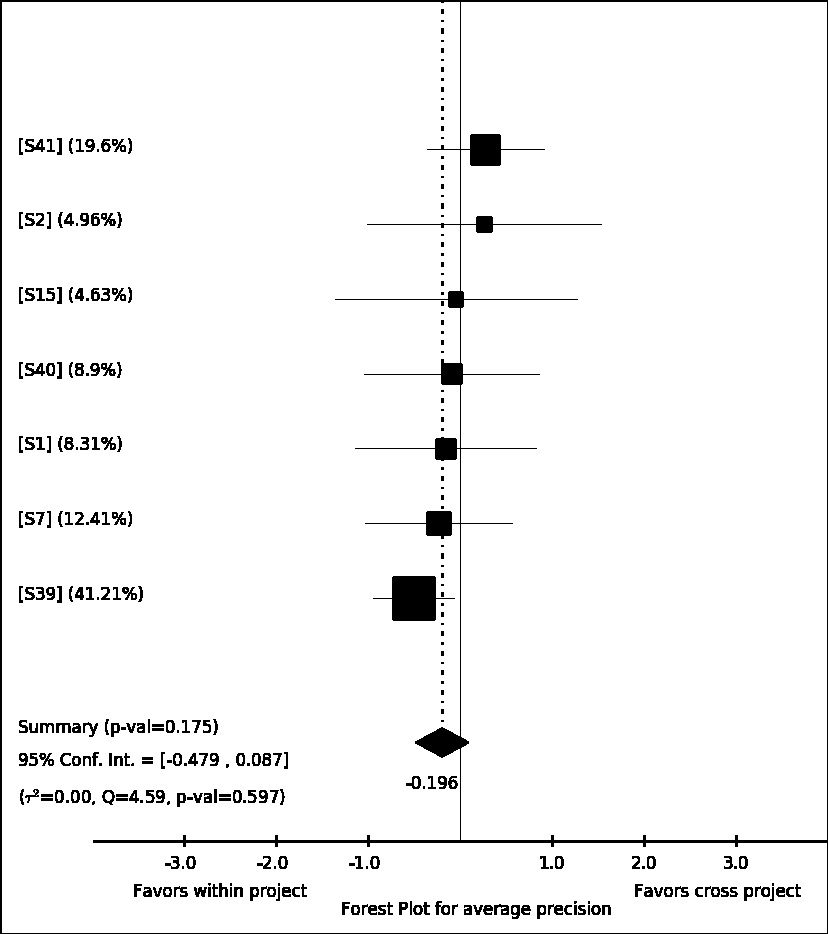 [S41] (19.6%)
[S2] (4.96%)
[S15] (4.63%)
[S40] (8.9%)
[S1] (8.31%)
[S7] (12.41%)
[S39] (41.21%)
Summary (p-val=0.175)
95% Conf. Int. = [-0.479 , 0.087]
-0.196
(τ²=0.00, Q=4.59, p-val=0.597)
-3.0 -2.0 -1.0 1.0 2.0 3.0
Favors within project Favors cross project
Forest Plot for average precision